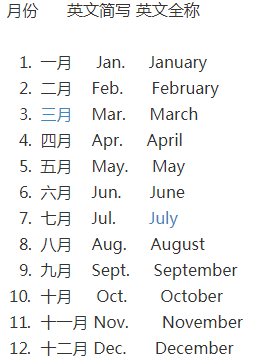 月份 英文简写 英文全称
1. 一月 Jan. January
2. 二月 Feb. February
3. 三月 Mar. March
4. 四月 Apr. April
5. 五月 May. May
6. 六月 Jun. June
7. 七月 Jul. July
8. 八月 Aug. August
9. 九月 Sept. September
10. 十月 Oct. October
11. 十一月 Nov. November
12. 十二月 Dec. December